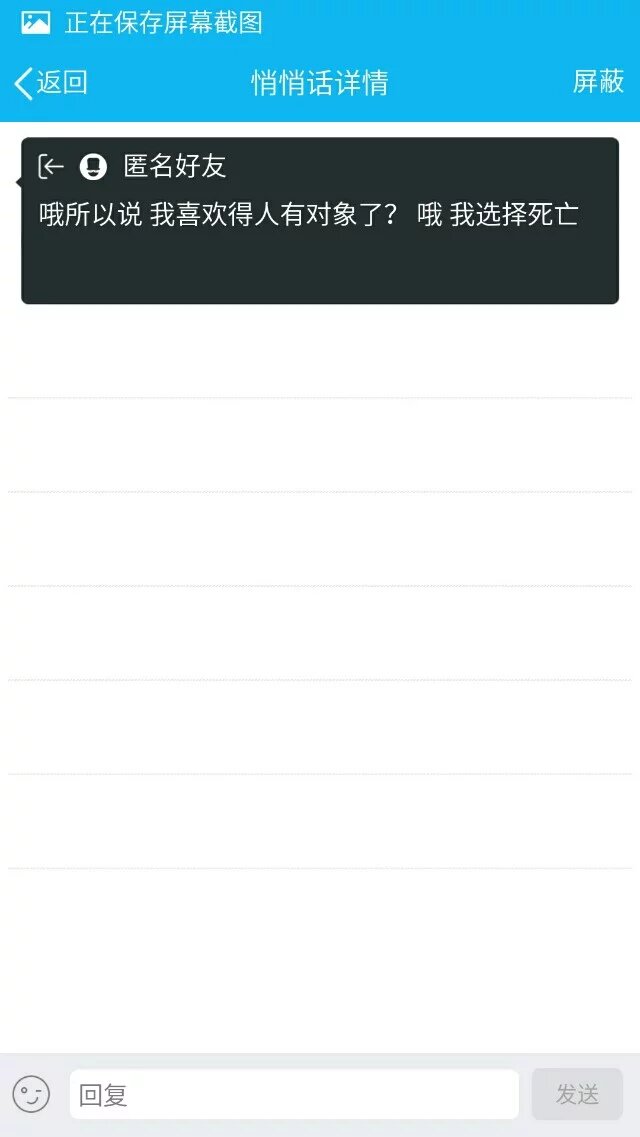 正在保存屏幕截图
返回 悄悄话详情 屏蔽
匿名好友
哦所以说 我喜欢得人有对象了？ 哦 我选择死亡
回复 发送